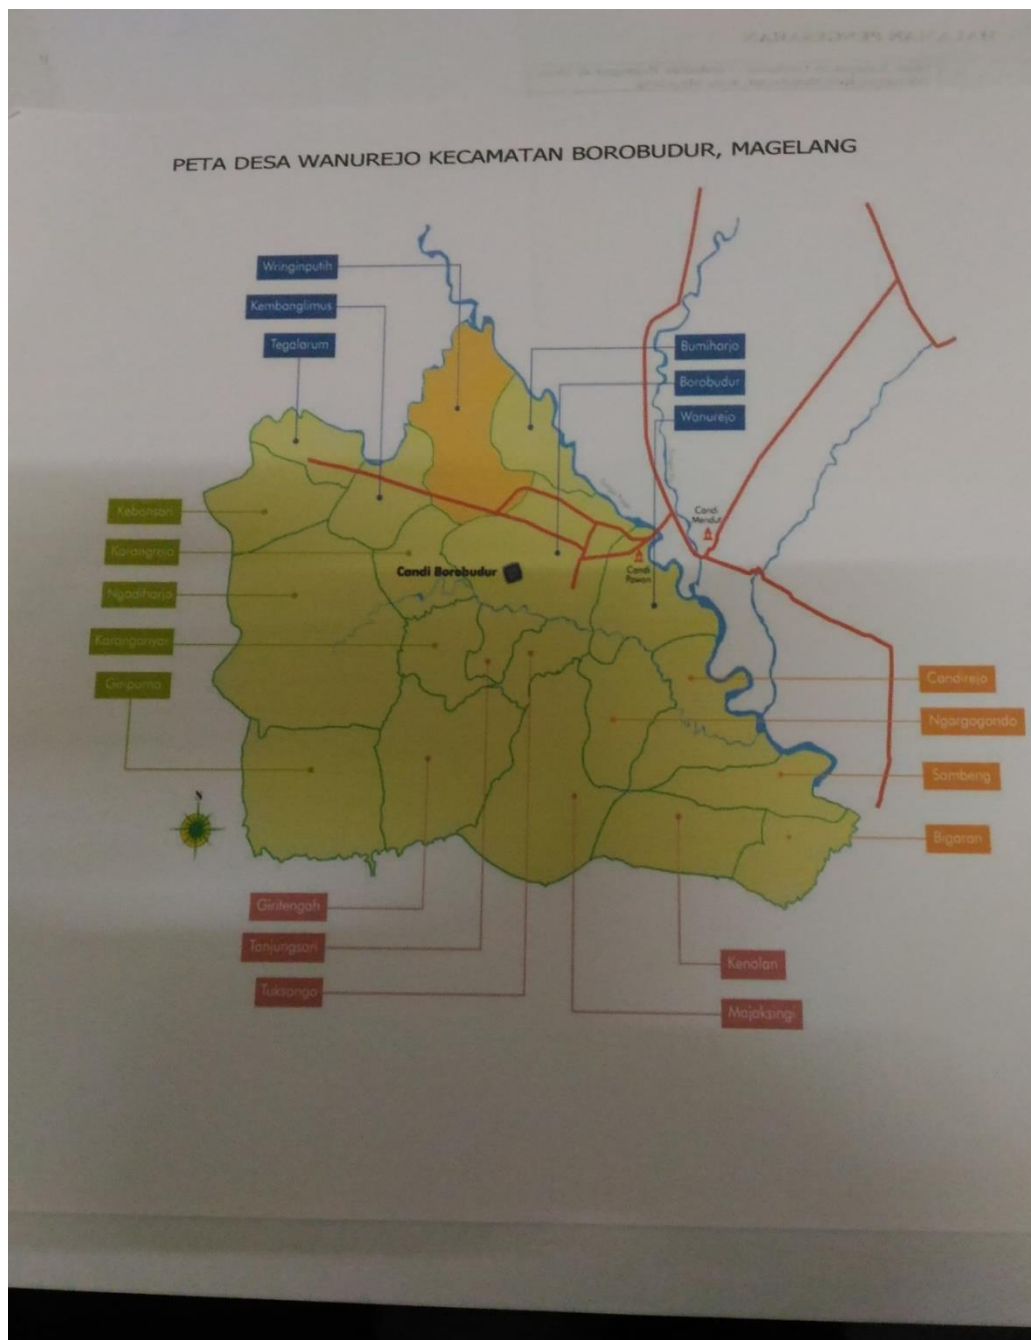 PETA DESA WANUREJO KECAMATAN BOROBUDUR, MAGELANG
Wringinputih
Kembanglimus
Tegalarum
Bumiharjo
Borobudur
Wanurejo
Kebonsari
Karangrejo
Ngadiharjo
Karanganyar
Giripurno
Candi Borobudur
Candi
Pawon
Candi
Mendut
Candirejo
Ngargogondo
Sambeng
Bigaran
N
Giritengah
Tanjungsari
Tuksongo
Kenalan
Majaksingi